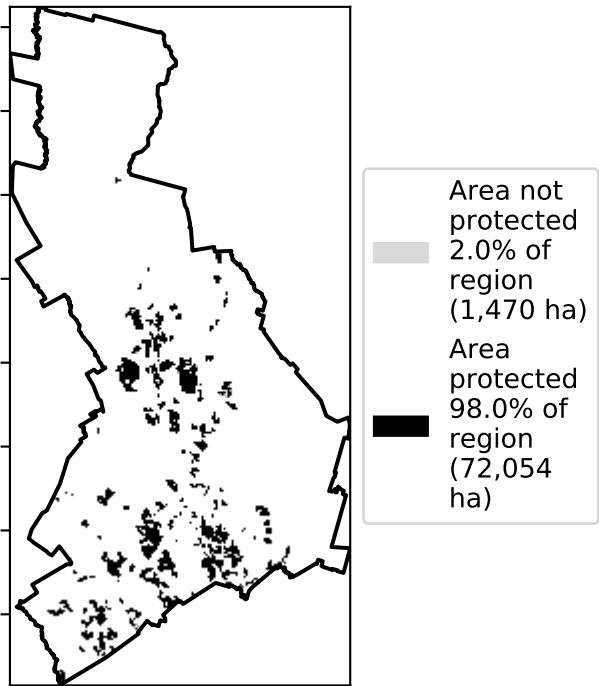 Area not
protected
2.0% of
region
(1,470 ha)
Area
protected
98.0% of
region
(72,054
ha)